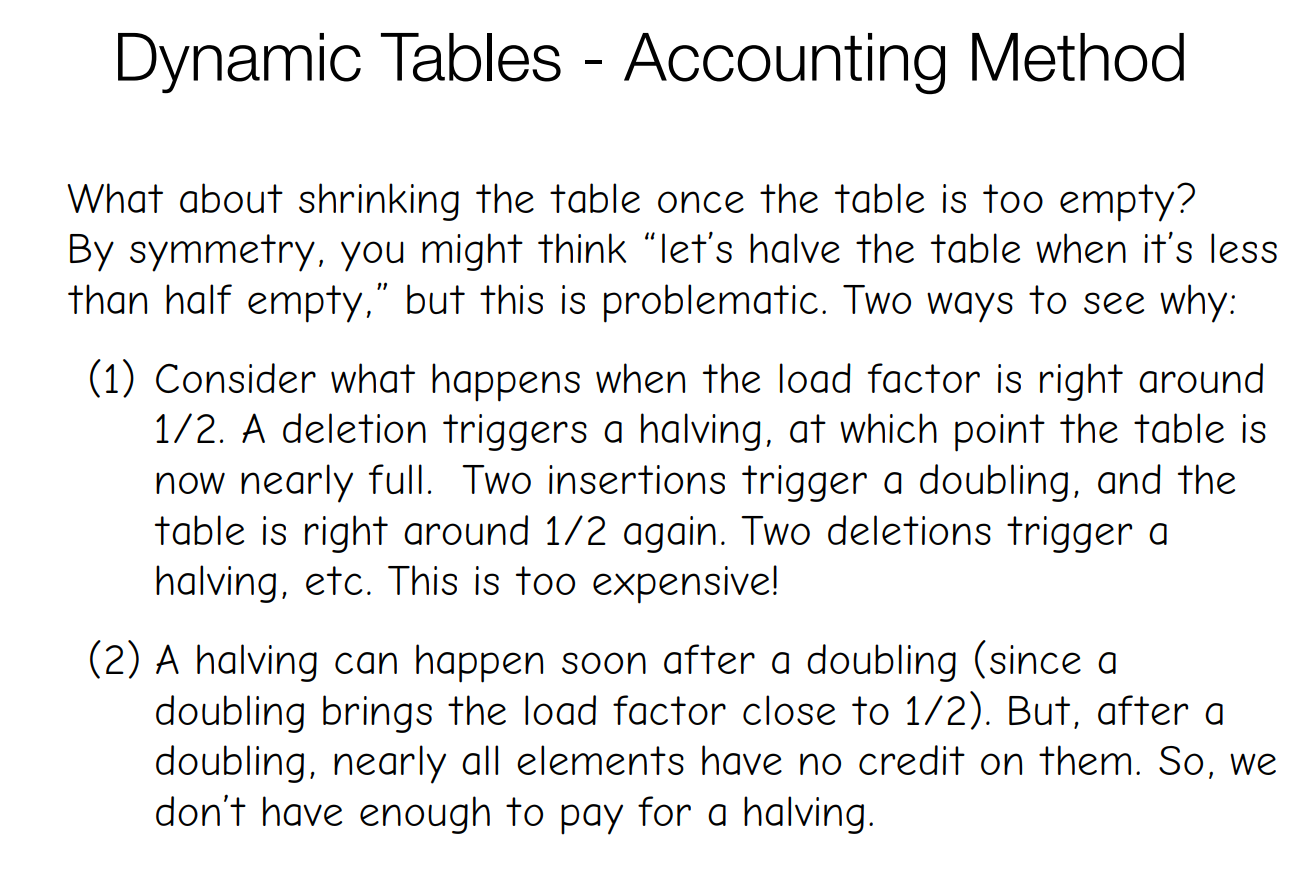 Dynamic Tables - Accounting Method
What about shrinking the table once the table is too empty?
By symmetry, you might think “let’s halve the table when it’s less
than half empty,” but this is problematic. Two ways to see why:
(1) Consider what happens when the load factor is right around
1/2. A deletion triggers a halving, at which point the table is
now nearly full.  Two insertions trigger a doubling, and the
table is right around 1/2 again. Two deletions trigger a
halving, etc. This is too expensive!
(2) A halving can happen soon after a doubling (since a
doubling brings the load factor close to 1/2). But, after a
doubling, nearly all elements have no credit on them. So, we
don’t have enough to pay for a halving.